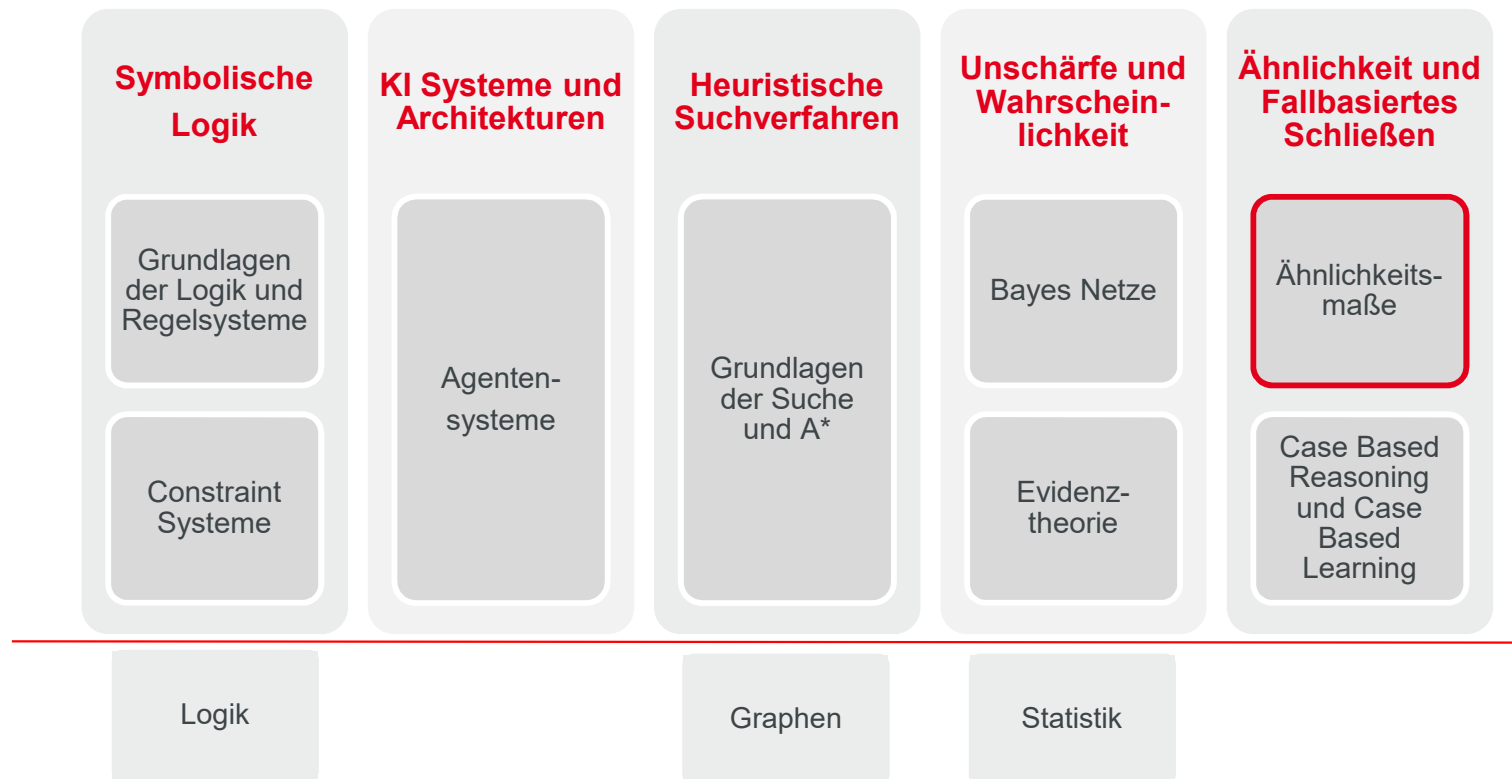 Symbolische
Logik
KI Systeme und
Architekturen
Heuristische
Suchverfahren
Unschärfe und
Wahrschein-
lichkeit
Ähnlichkeit und
Fallbasiertes
Schließen
Grundlagen
der Logik und
Regelsysteme
Constraint
Systeme
Agenten-
systeme
Grundlagen
der Suche
und A*
Bayes Netze
Evidenz-
theorie
Ähnlichkeits-
maße
Case Based
Reasoning
und Case
Based
Learning
Logik
Graphen
Statistik